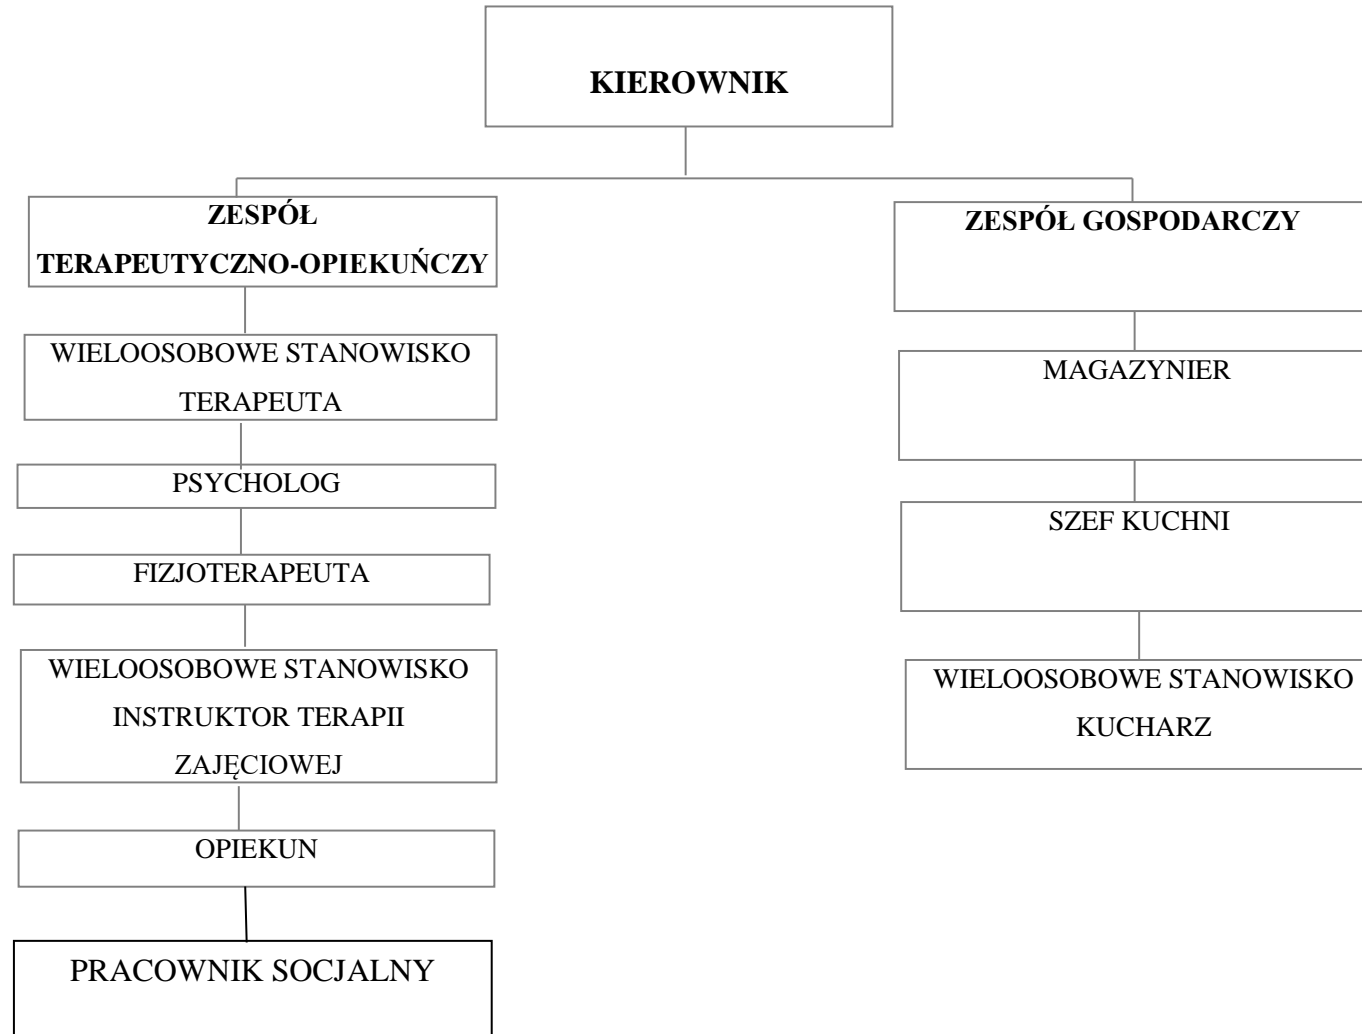 KIEROWNIK
ZESPÓŁ
TERAPEUTYCZNO-OPIEKUŃCZY
WIELOOSOBOWE STANOWISKO
TERAPEUTA
PSYCHOLOG
FIZJOTERAPEUTA
WIELOOSOBOWE STANOWISKO
INSTRUKTOR TERAPII
ZAJĘCIOWEJ
OPIEKUN
PRACOWNIK SOCJALNY
ZESPÓŁ GOSPODARCZY
MAGAZYNIER
SZEF KUCHNI
WIELOOSOBOWE STANOWISKO
KUCHARZ